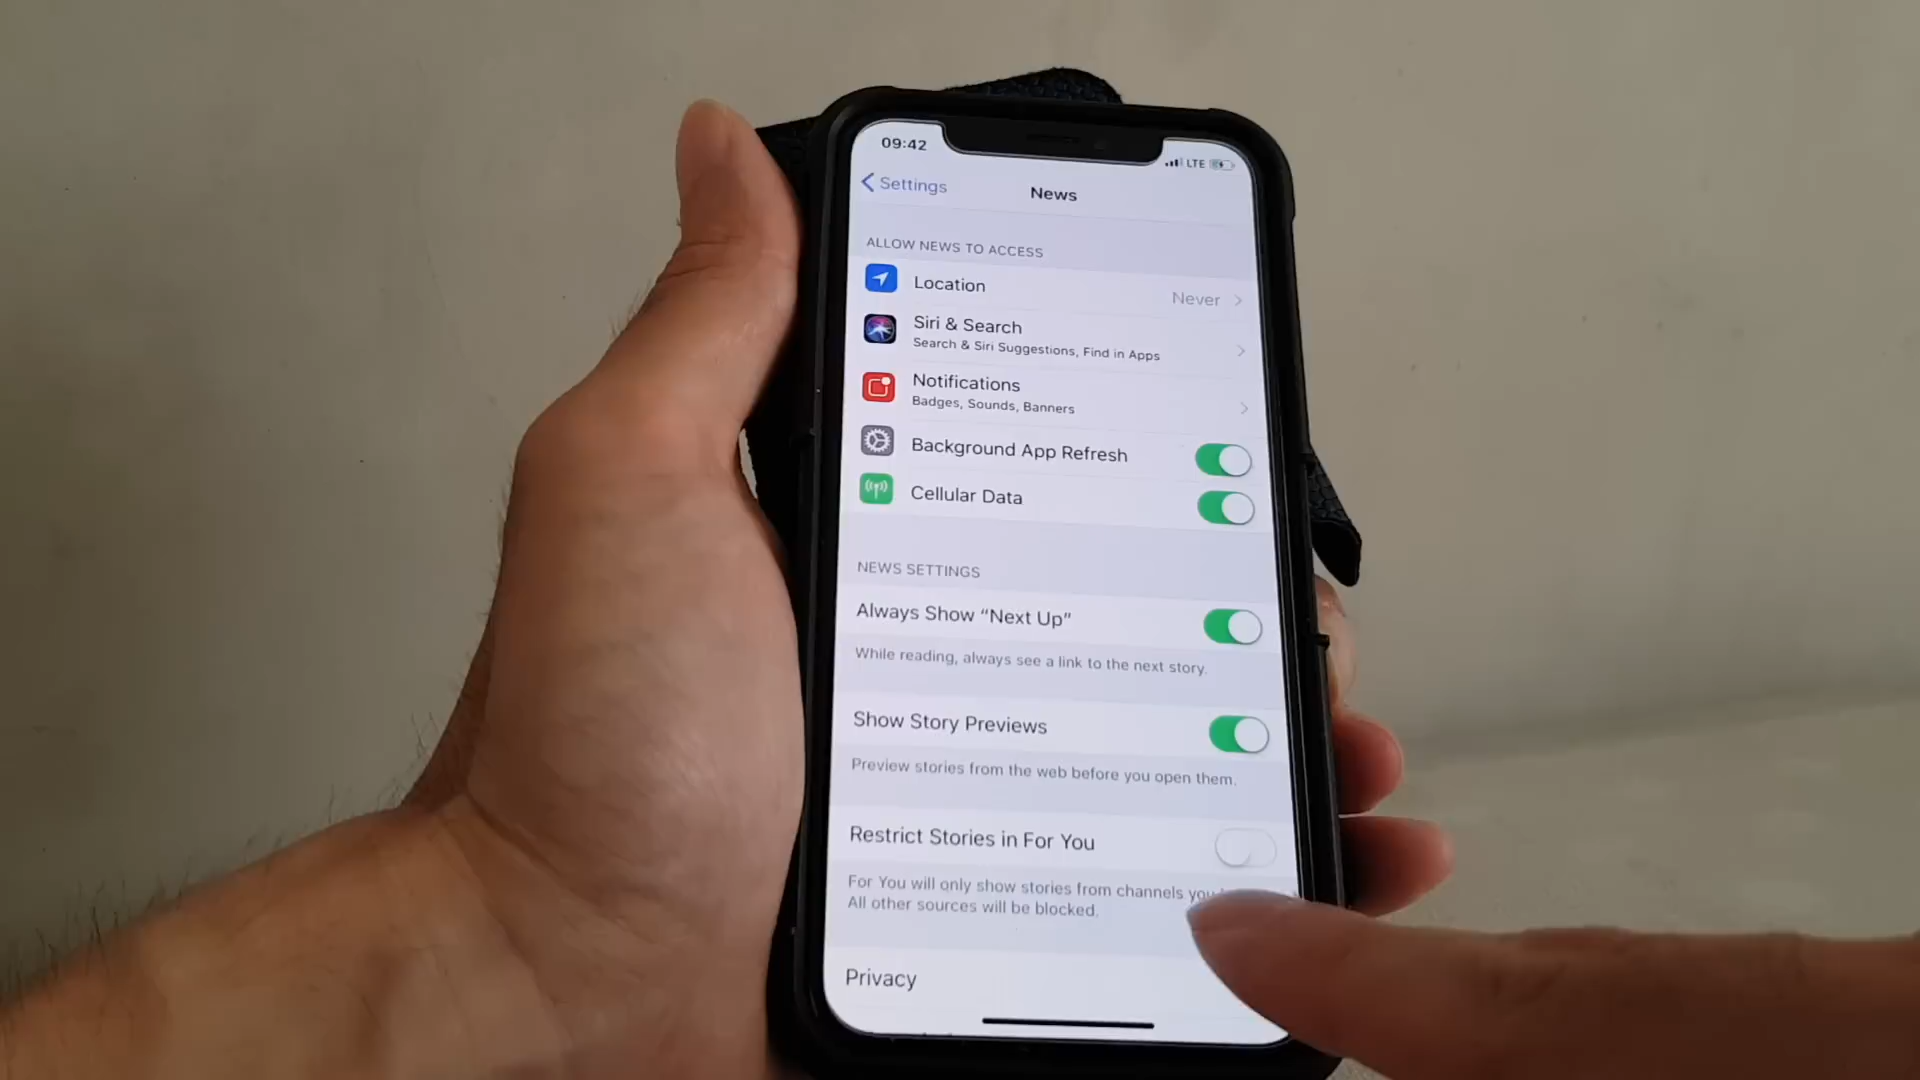 09:42
LTE
Settings
News
ALLOW NEWS TO ACCESS
Location
Never
Siri & Search
Search & Siri Suggestions, Find in Apps
Notifications
Badges, Sounds, Banners
Background App Refresh
Cellular Data
NEWS SETTINGS
Always Show “Next Up”
While reading, always see a link to the next story.
Show Story Previews
Preview stories from the web before you open them.
Restrict Stories in For You
For You will only show stories from channels you
All other sources will be blocked.
Privacy